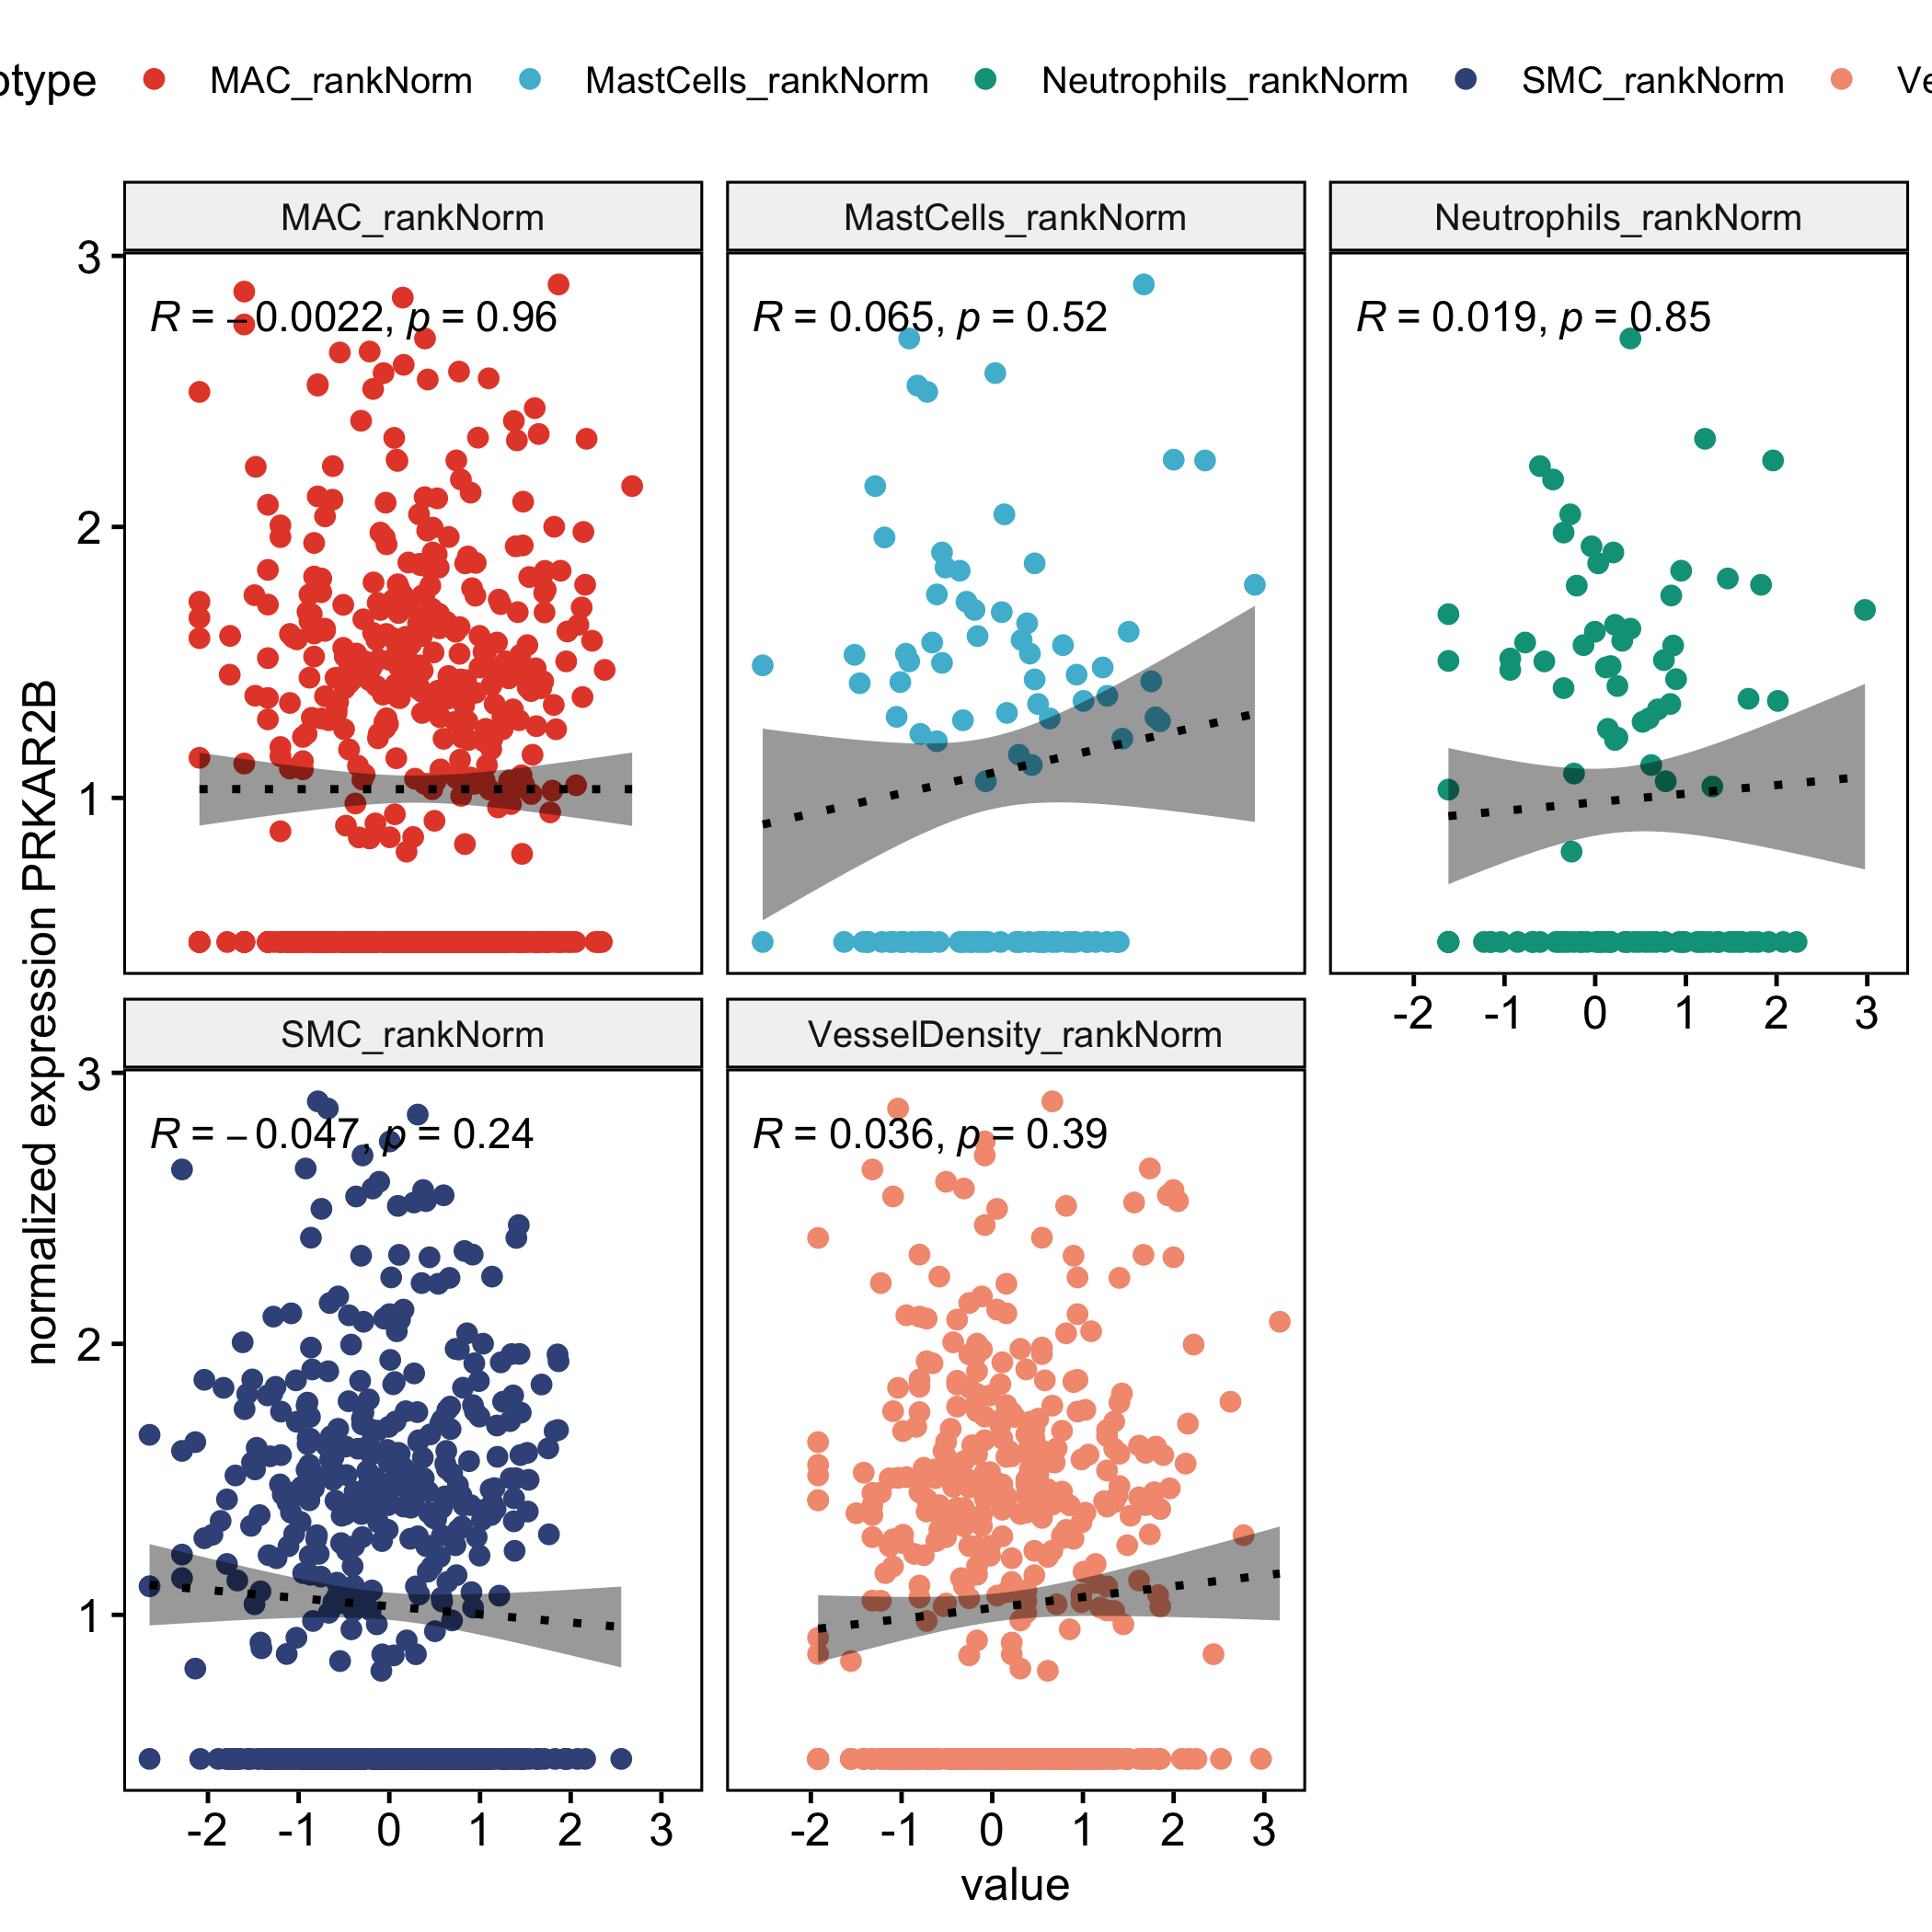 MAC_rankNorm MastCells_rankNorm Neutrophils_rankNorm SMC_rankNorm
MAC_rankNorm MastCells_rankNorm Neutrophils_rankNorm
R = −0.0022, p = 0.96
R = 0.065, p = 0.52
R = 0.019, p = 0.85
3
2
1
-2 -1 0 1 2 3
SMC_rankNorm VesselDensity_rankNorm
R = −0.047, p = 0.24
R = 0.036, p = 0.39
3
2
1
-2 -1 0 1 2 3
-2 -1 0 1 2 3
value
normalized expression PRKAR2B